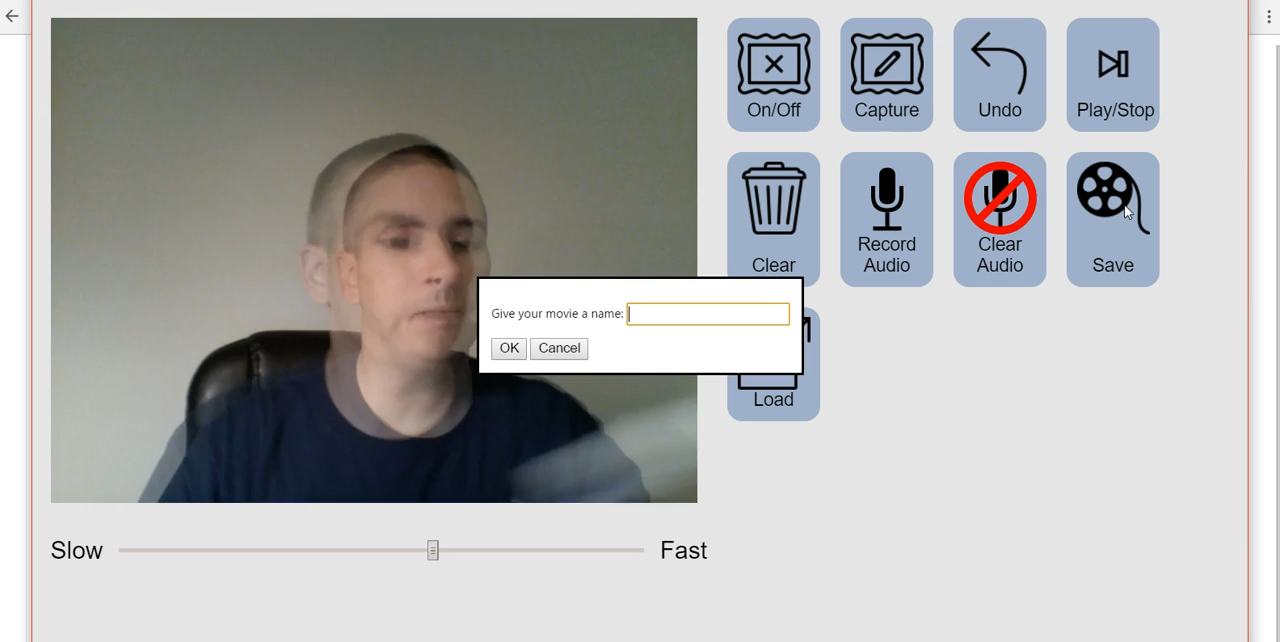 On/Off
Capture
Undo
Play/Stop
Clear
Record
Audio
Clear
Audio
Save
Give your movie a name:
OK
Cancel
Load
Slow
Fast